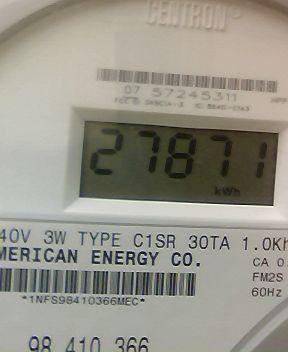 CENTRON®
07 57245311
27871
kWh
40V 3W TYPE C1SR 30TA 1.0Kh
MERICAN ENERGY CO.
CA 0.
FM2S
60Hz
*1NFS98410366MEC*
98 410 366